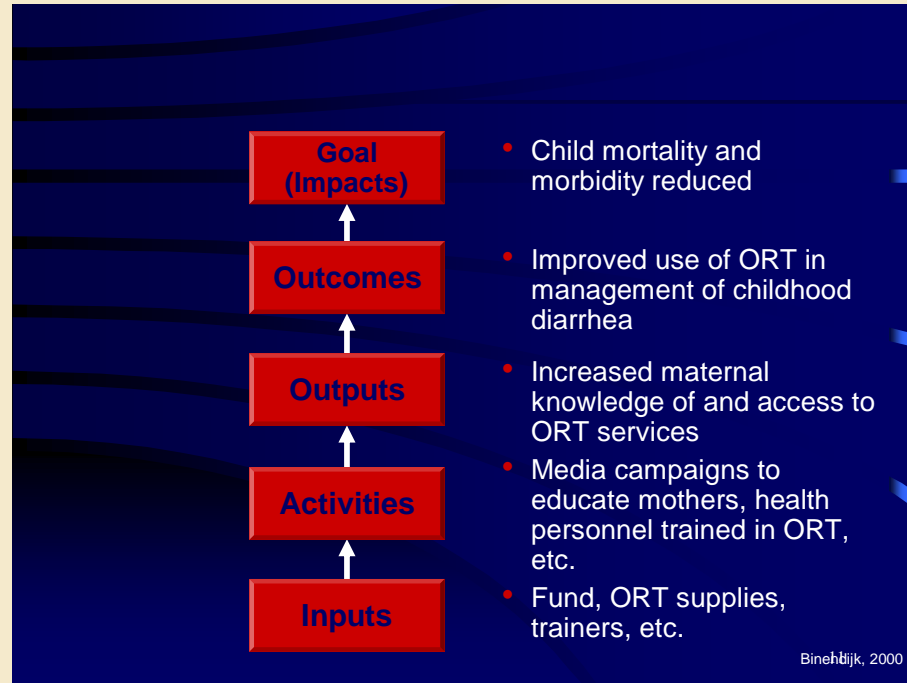 Goal
(Impacts)
• Child mortality and
morbidity reduced
Outcomes
• Improved use of ORT in
management of childhood
diarrhea
Outputs
• Increased maternal
knowledge of and access to
ORT services
Activities
• Media campaigns to
educate mothers, health
personnel trained in ORT,
etc.
Inputs
• Fund, ORT supplies,
trainers, etc.
2000